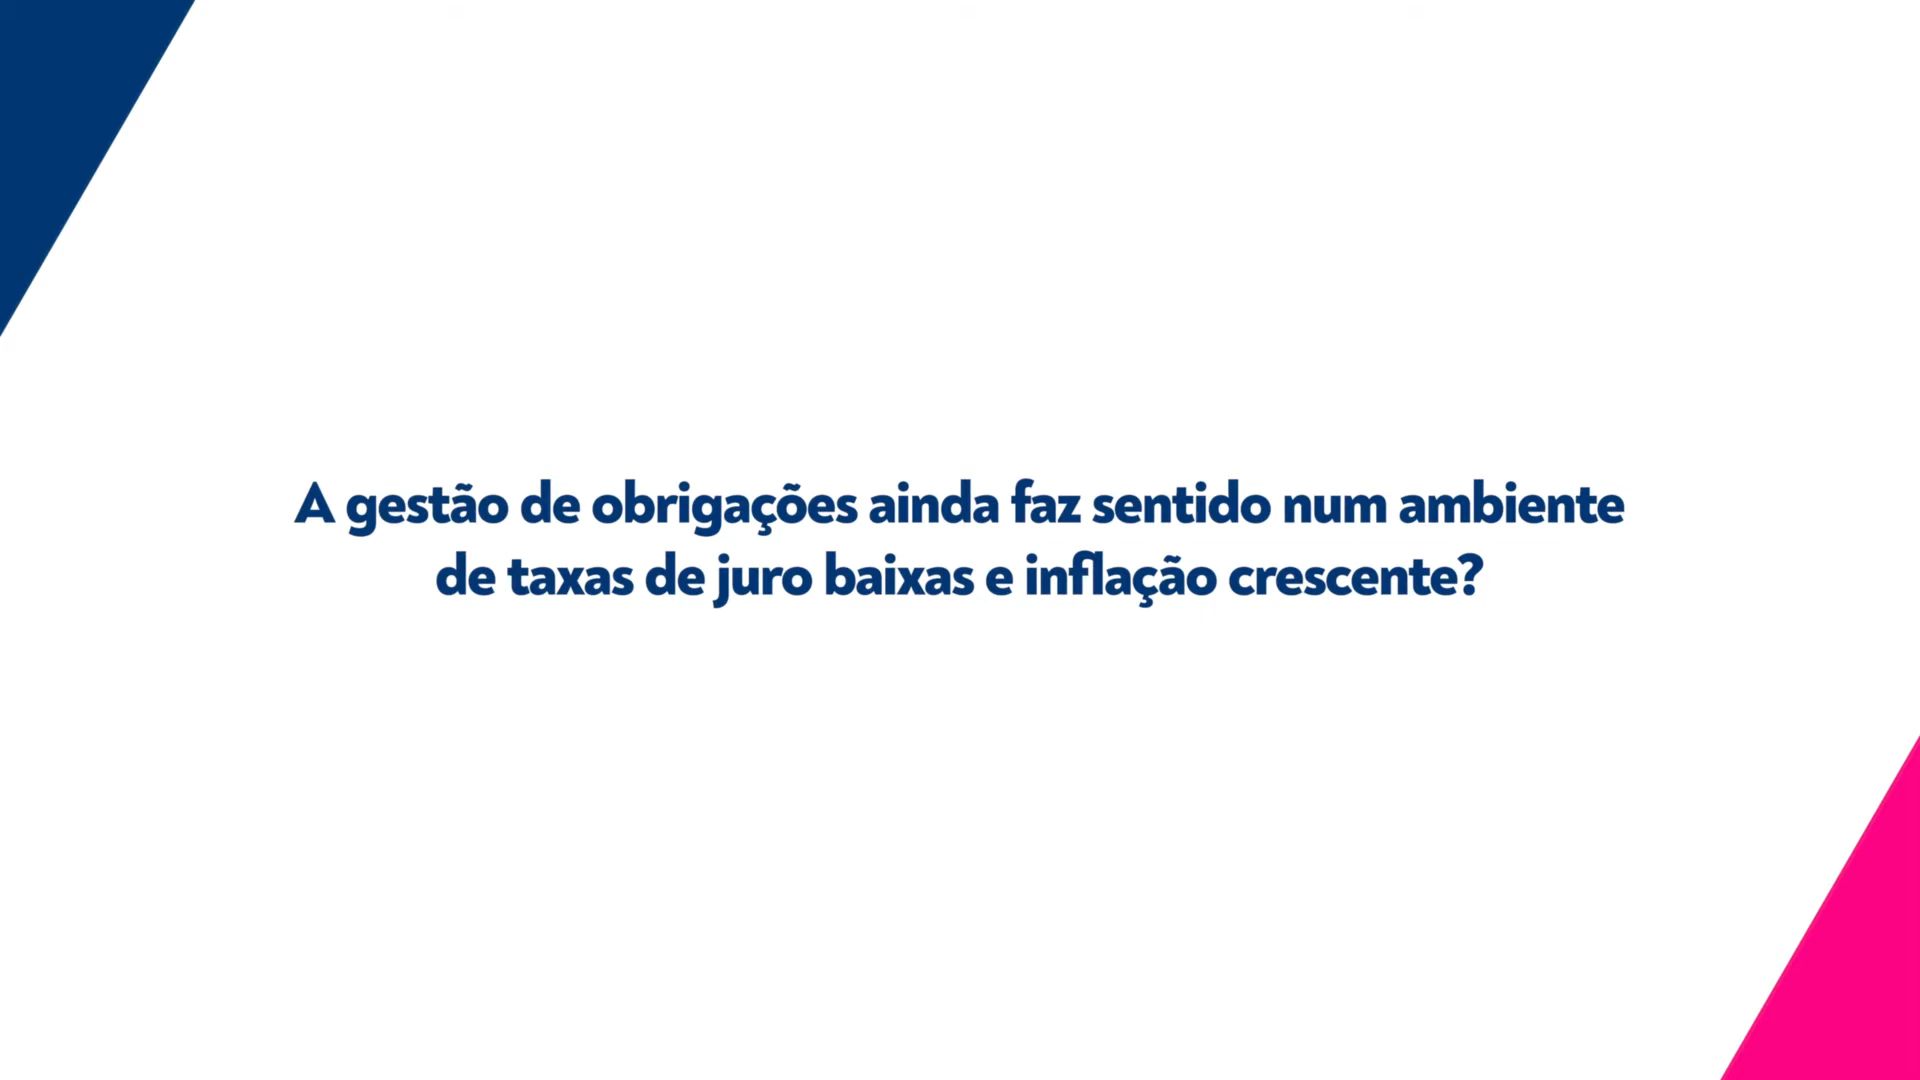 A gestão de obrigações ainda faz sentido num ambiente
de taxas de juro baixas e inflação crescente?